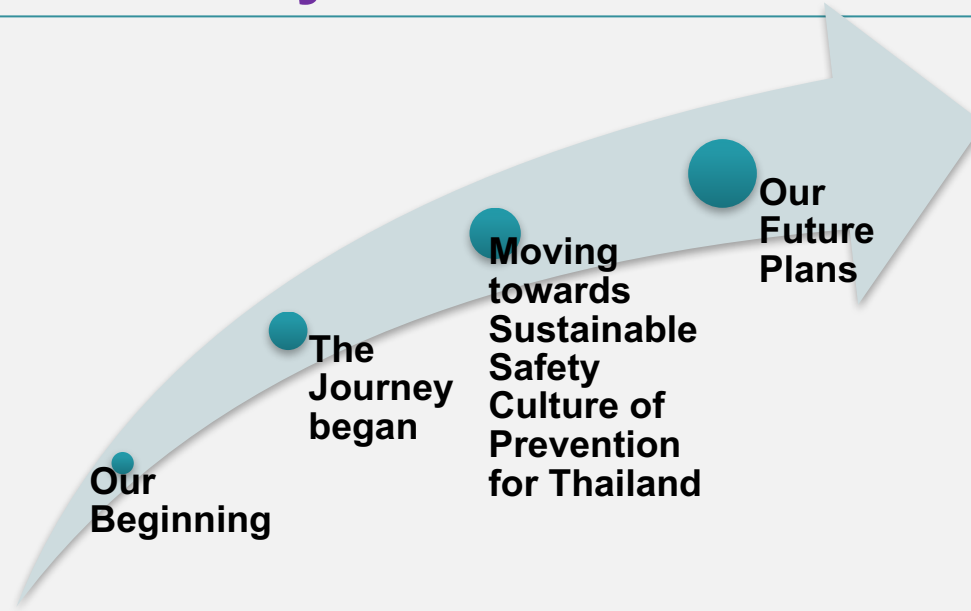 Our
Beginning
The
Journey
began
Moving
towards
Sustainable
Safety
Culture of
Prevention
for Thailand
Our
Future
Plans